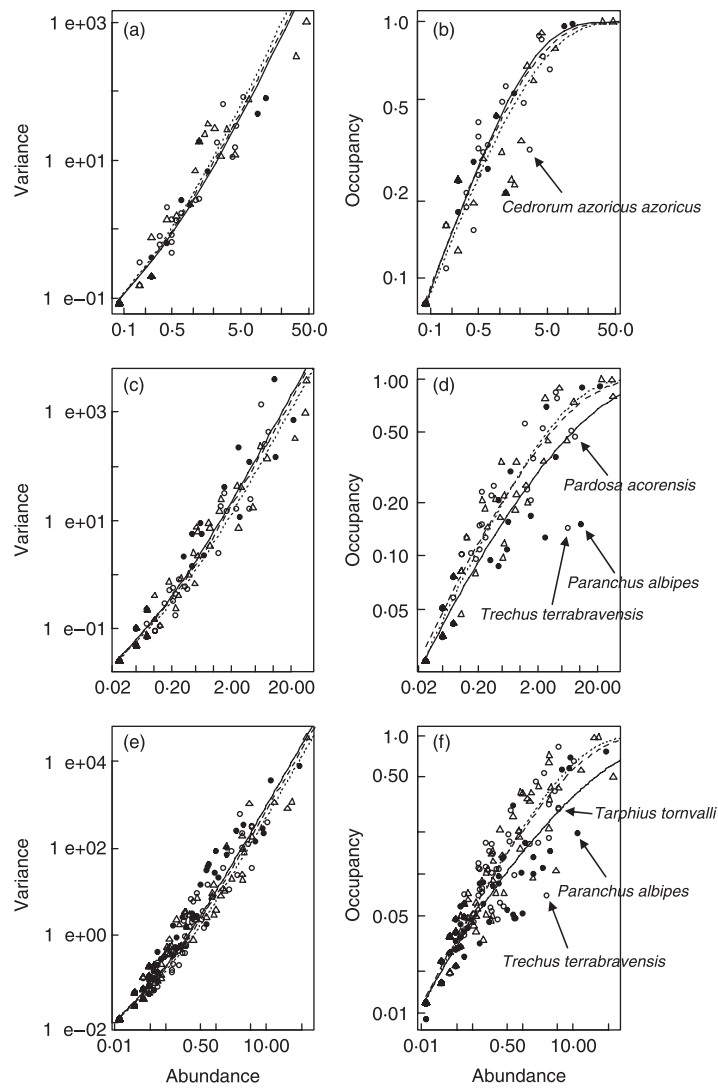 (a)
Variance
1 e+03
1 e+01
1 e−01
0·1 0·5 5·0 50·0
(b)
Occupancy
1·0
0·5
0·2
0·1
Cedrorum azoricus azoricus
0·1 0·5 5·0 50·0
(c)
Variance
1 e+03
1 e+01
1 e−01
0·02 0·20 2·00 20·00
(d)
Occupancy
1·00
0·50
0·20
0·10
0·05
Pardosa acorensis
Paranchus albipes
Trechus terrabravensis
0·02 0·20 2·00 20·00
(e)
Variance
1 e+04
1 e+02
1 e+00
1 e−02
0·01 0·50 10·00
Abundance
(f)
Occupancy
1·0
0·50
0·05
0·01
Tarphius tornvalli
Paranchus albipes
Trechus terrabravensis
0·01 0·50 10·00
Abundance